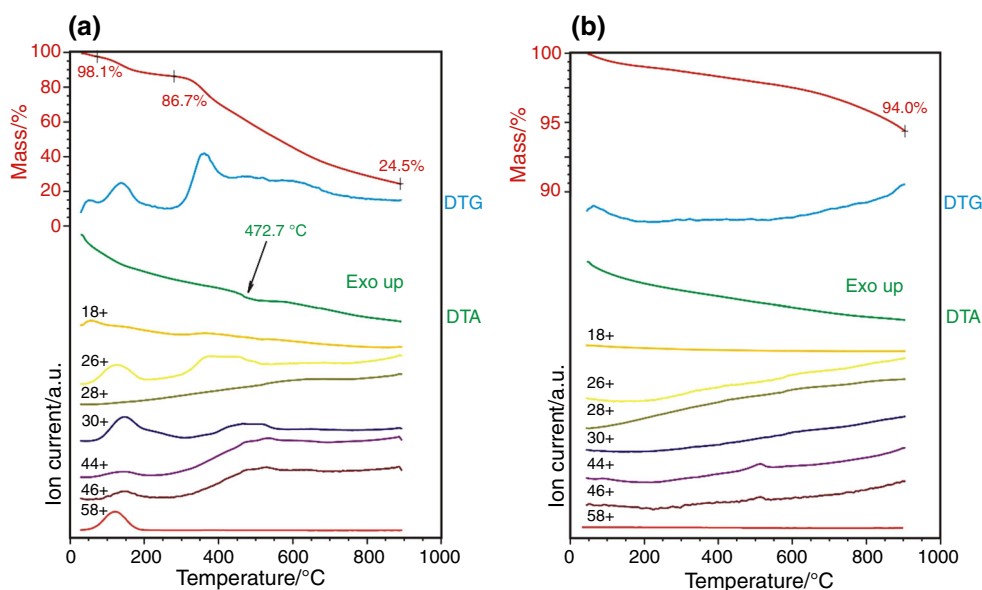 (a)
Mass/%
100
80
60
40
20
0
98.1%
86.7%
24.5%
DTG
472.7 °C
Exo up
DTA
Ion current/a.u.
18+
26+
28+
30+
44+
46+
58+
0 200 400 600 800 1000
Temperature/°C
(b)
Mass/%
100
95
90
94.0%
DTG
Exo up
DTA
Ion current/a.u.
18+
26+
28+
30+
44+
46+
58+
0 200 400 600 800 1000
Temperature/°C